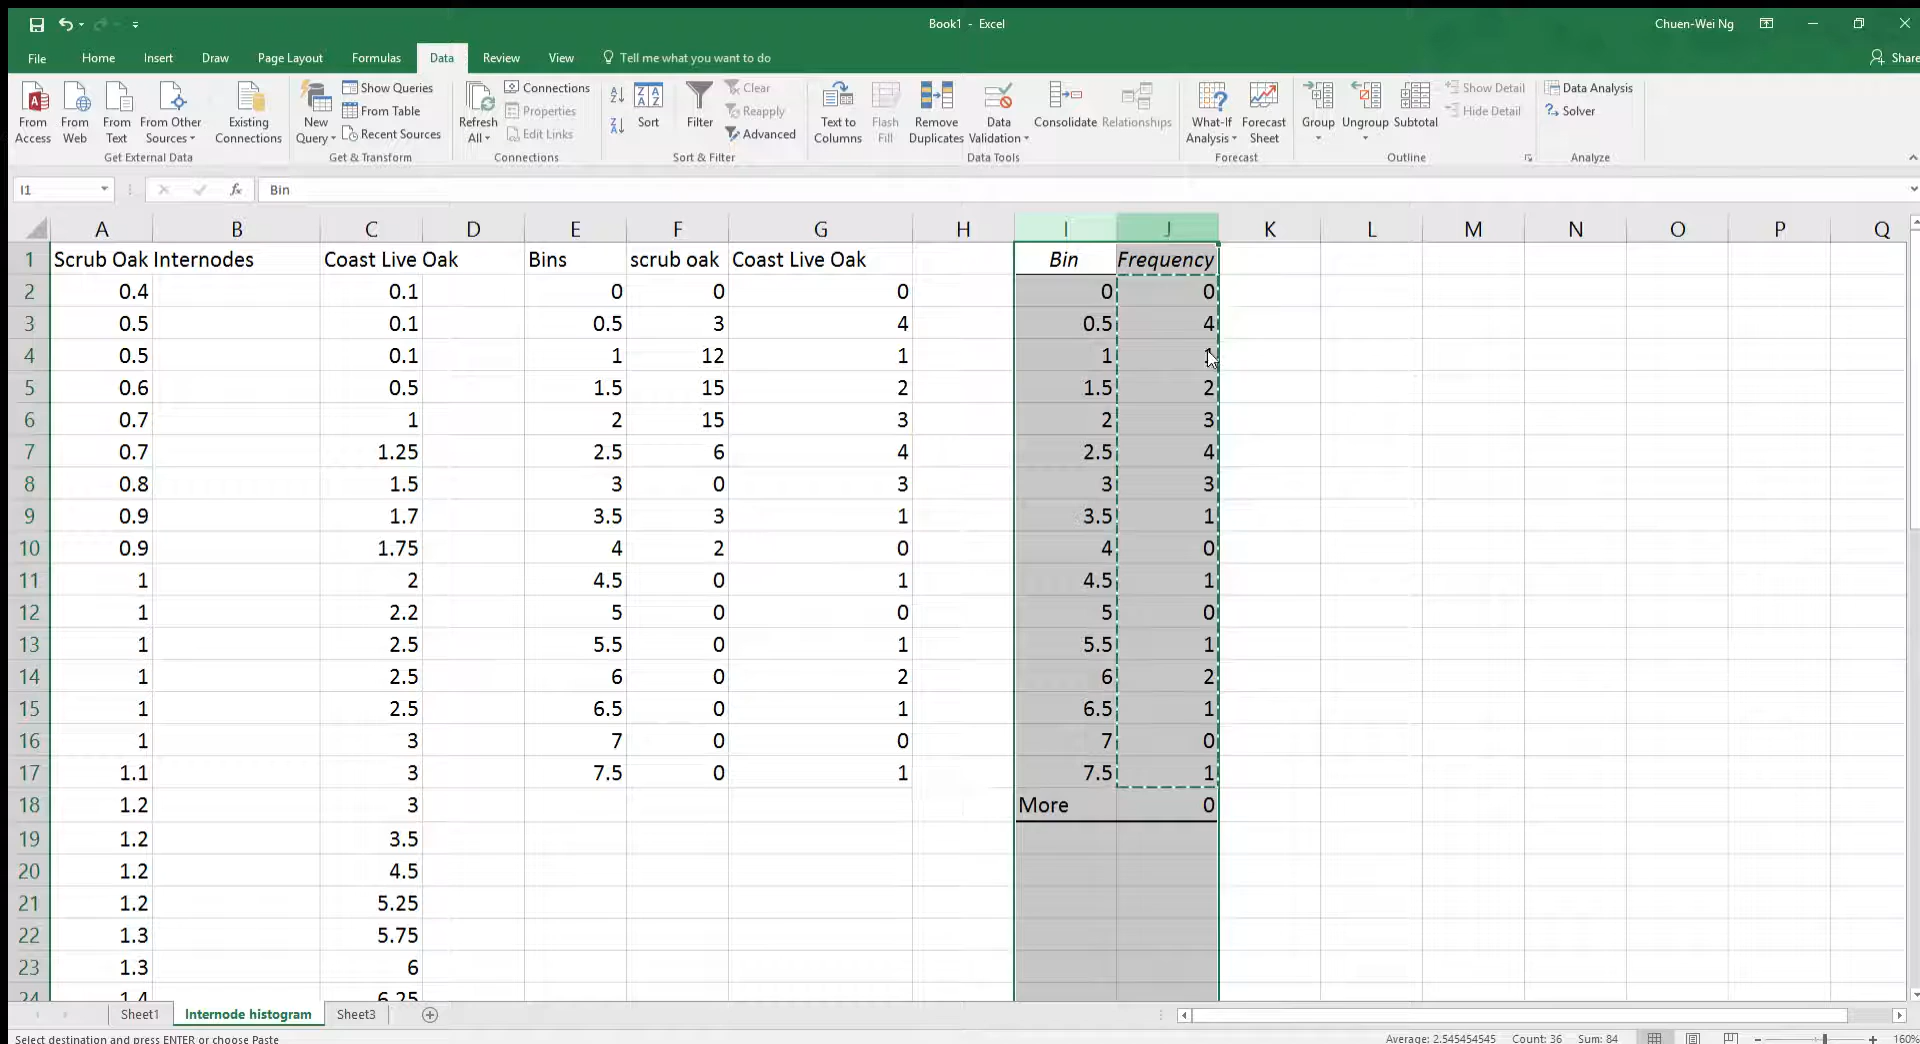 Book1 - Excel
Chuen-Wei Ng
File Home Insert Draw Page Layout Formulas Data Review View Tell me what you want to do
Share
From Access
From Web
From Text
From Other Sources
Existing Connections
Get External Data
New Query
Show Queries
From Table
Recent Sources
Get & Transform
Refresh All
Connections
Properties
Edit Links
Connections
Sort
Filter
Clear
Reapply
Advanced
Sort & Filter
Text to Columns
Flash Fill
Remove Duplicates
Data Validation
Consolidate
Relationships
Data Tools
What-If Analysis
Forecast Sheet
Forecast
Group
Ungroup
Subtotal
Show Detail
Hide Detail
Outline
Data Analysis
Solver
Analyze
I1 fx Bin
A B C D E F G H I J K L M N O P Q
1 Scrub Oak Internodes Coast Live Oak Bins scrub oak Coast Live Oak Bin Frequency
2 0.4 0.1 0 0 0 0 0
3 0.5 0.1 0.5 3 4 0.5 4
4 0.5 0.1 1 12 1 1 1
5 0.6 0.5 1.5 15 2 1.5 2
6 0.7 1 2 15 3 2 3
7 0.7 1.25 2.5 6 4 2.5 4
8 0.8 1.5 3 0 3 3 3
9 0.9 1.7 3.5 3 1 3.5 1
10 0.9 1.75 4 2 0 4 0
11 1 2 4.5 0 1 4.5 1
12 1 2.2 5 0 0 5 0
13 1 2.5 5.5 0 1 5.5 1
14 1 2.5 6 0 2 6 2
15 1 2.5 6.5 0 1 6.5 1
16 1 3 7 0 0 7 0
17 1.1 3 7.5 0 1 7.5 1
18 1.2 3 More 0
19 1.2 3.5
20 1.2 4.5
21 1.2 5.25
22 1.3 5.75
23 1.3 6
24 1.4 6.25
Sheet1 Internode histogram Sheet3
Select destination and press ENTER or choose Paste
Average: 2.545454545 Count: 36 Sum: 84
160%